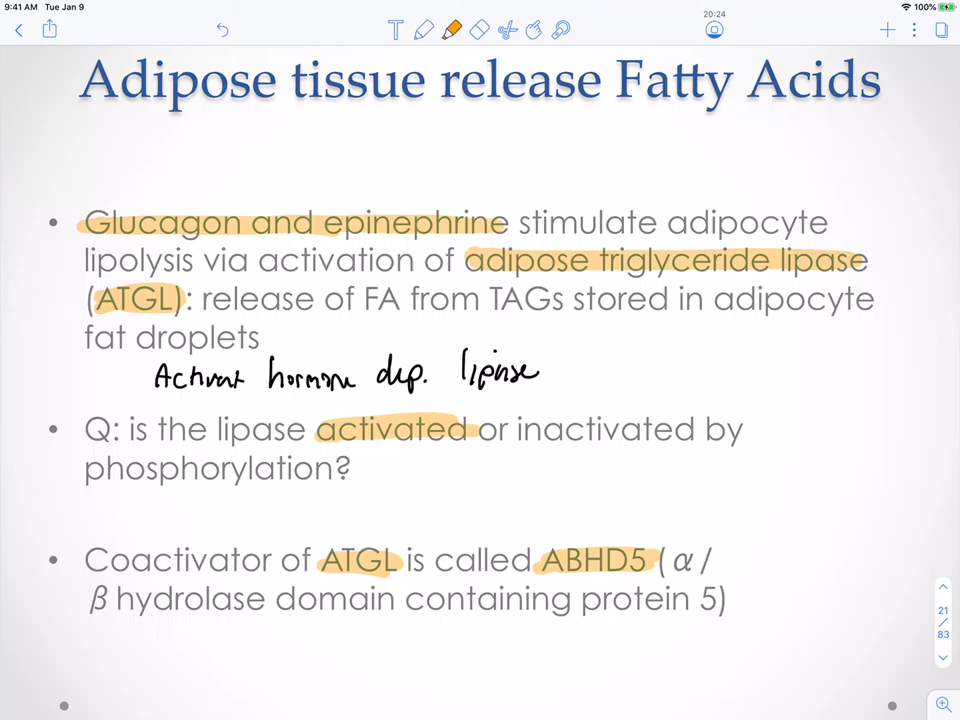 9:41 AM Tue Jan 9
20:24
100%
T
Adipose tissue release Fatty Acids
• Glucagon and epinephrine stimulate adipocyte
lipolysis via activation of adipose triglyceride lipase
(ATGL): release of FA from TAGs stored in adipocyte
fat droplets
Activat hormone dep. lipase
• Q: is the lipase activated or inactivated by
phosphorylation?
• Coactivator of ATGL is called ABHD5 (α/
β hydrolase domain containing protein 5)
21
/
83